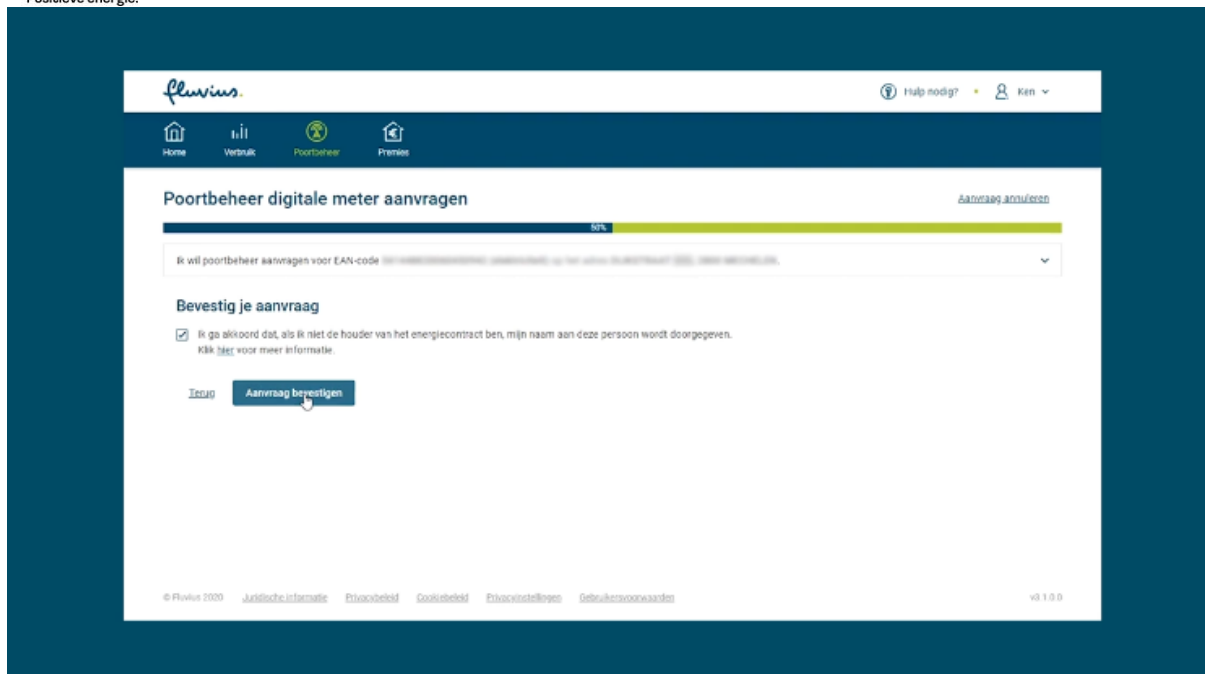 Positieve energie.
fluvius.
Hulp nodig? • Ken
Home Verbruik Poortbeheer Premies
Poortbeheer digitale meter aanvragen
Aanvraag annuleren
50%
Ik wil poortbeheer aanvragen voor EAN-code
Bevestig je aanvraag
Ik ga akkoord dat, als ik niet de houder van het energiecontract ben, mijn naam aan deze persoon wordt doorgegeven.
Klik hier voor meer informatie.
Terug Aanvraag bevestigen
© Fluvius 2020 Juridische informatie Privacybeleid Cookiebeleid Privacyinstellingen Gebruikersvoorwaarden v3.1.0.0